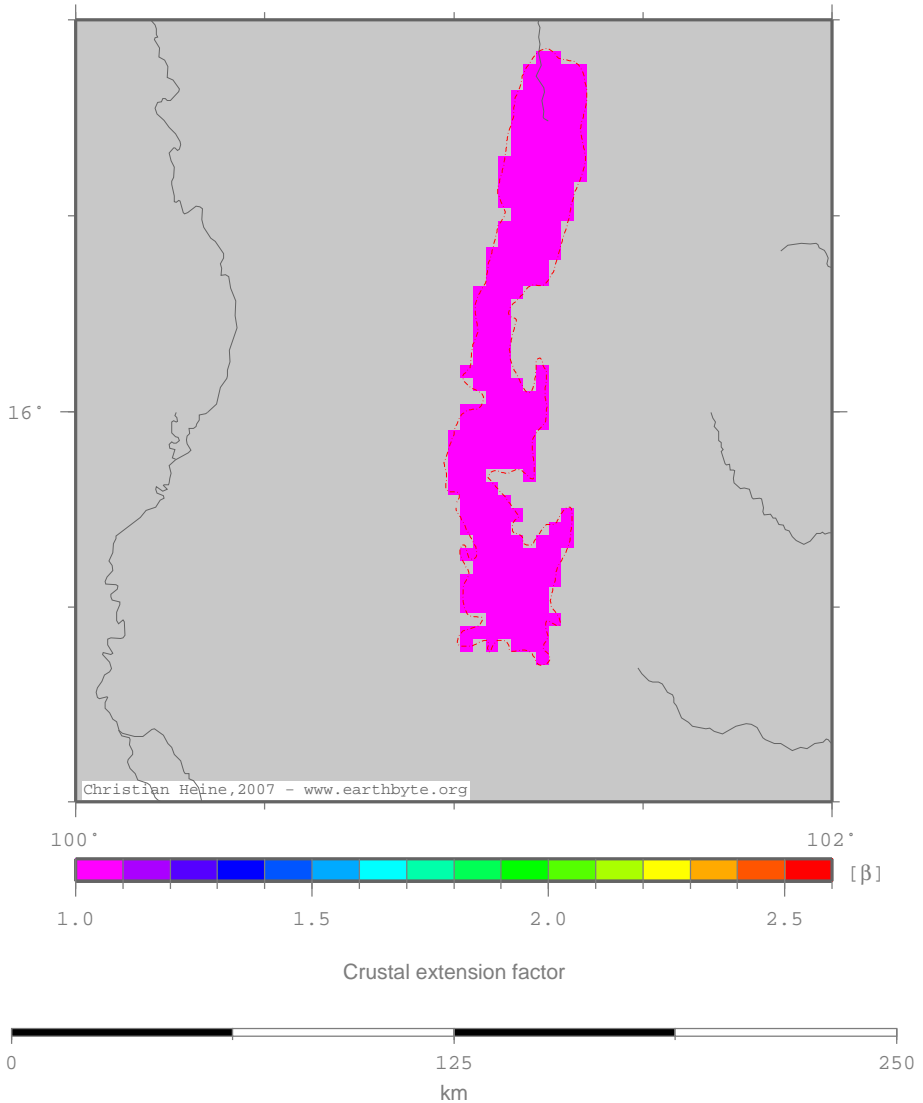 16°
Christian Heine,2007 - www.earthbyte.org
100° 102°
[β]
1.0 1.5 2.0 2.5
Crustal extension factor
0 125 250
km